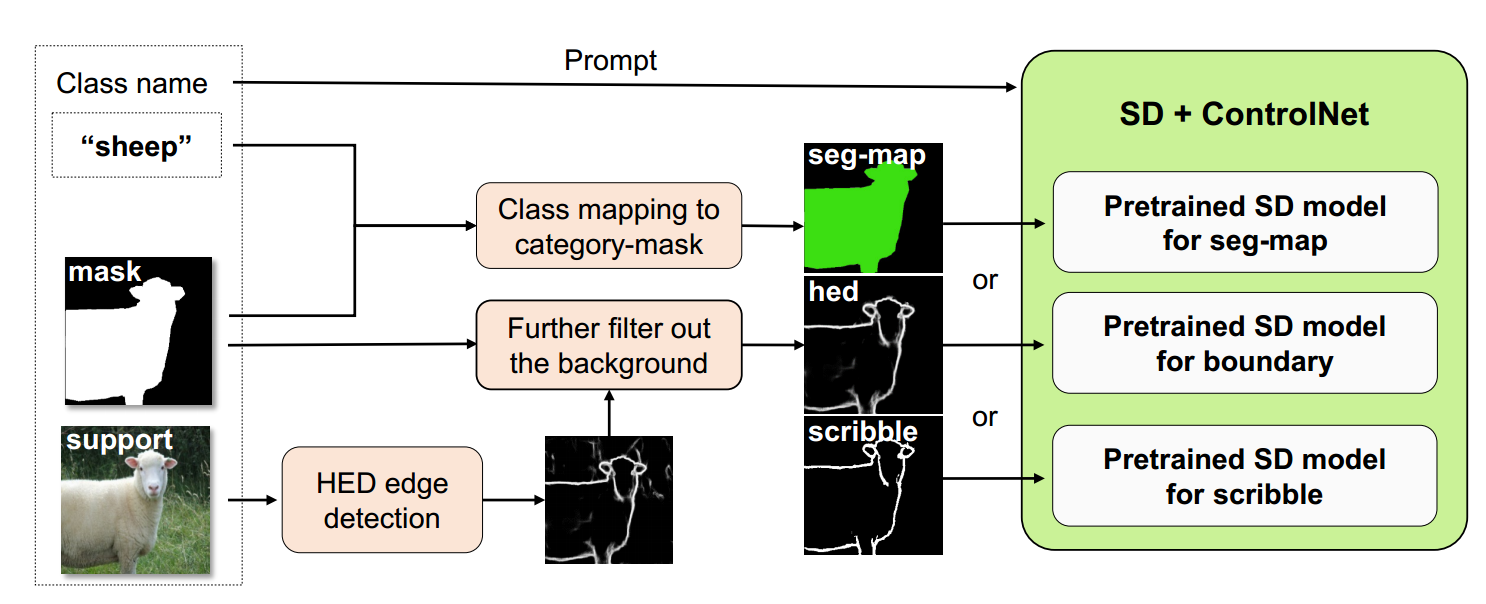 Prompt
Class name
“sheep”
mask
support
Class mapping to
category-mask
Further filter out
the background
HED edge
detection
seg-map
hed
scribble
or
or
SD + ControlNet
Pretrained SD model
for seg-map
Pretrained SD model
for boundary
Pretrained SD model
for scribble